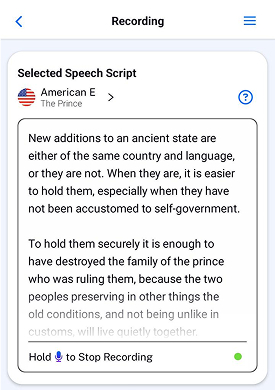 Recording
Selected Speech Script
American E
The Prince
New additions to an ancient state are
either of the same country and language,
or they are not. When they are, it is easier
to hold them, especially when they have
not been accustomed to self-government.
To hold them securely it is enough to
have destroyed the family of the prince
who was ruling them, because the two
peoples preserving in other things the
old conditions, and not being unlike in
customs, will live quietly together.
Hold to Stop Recording